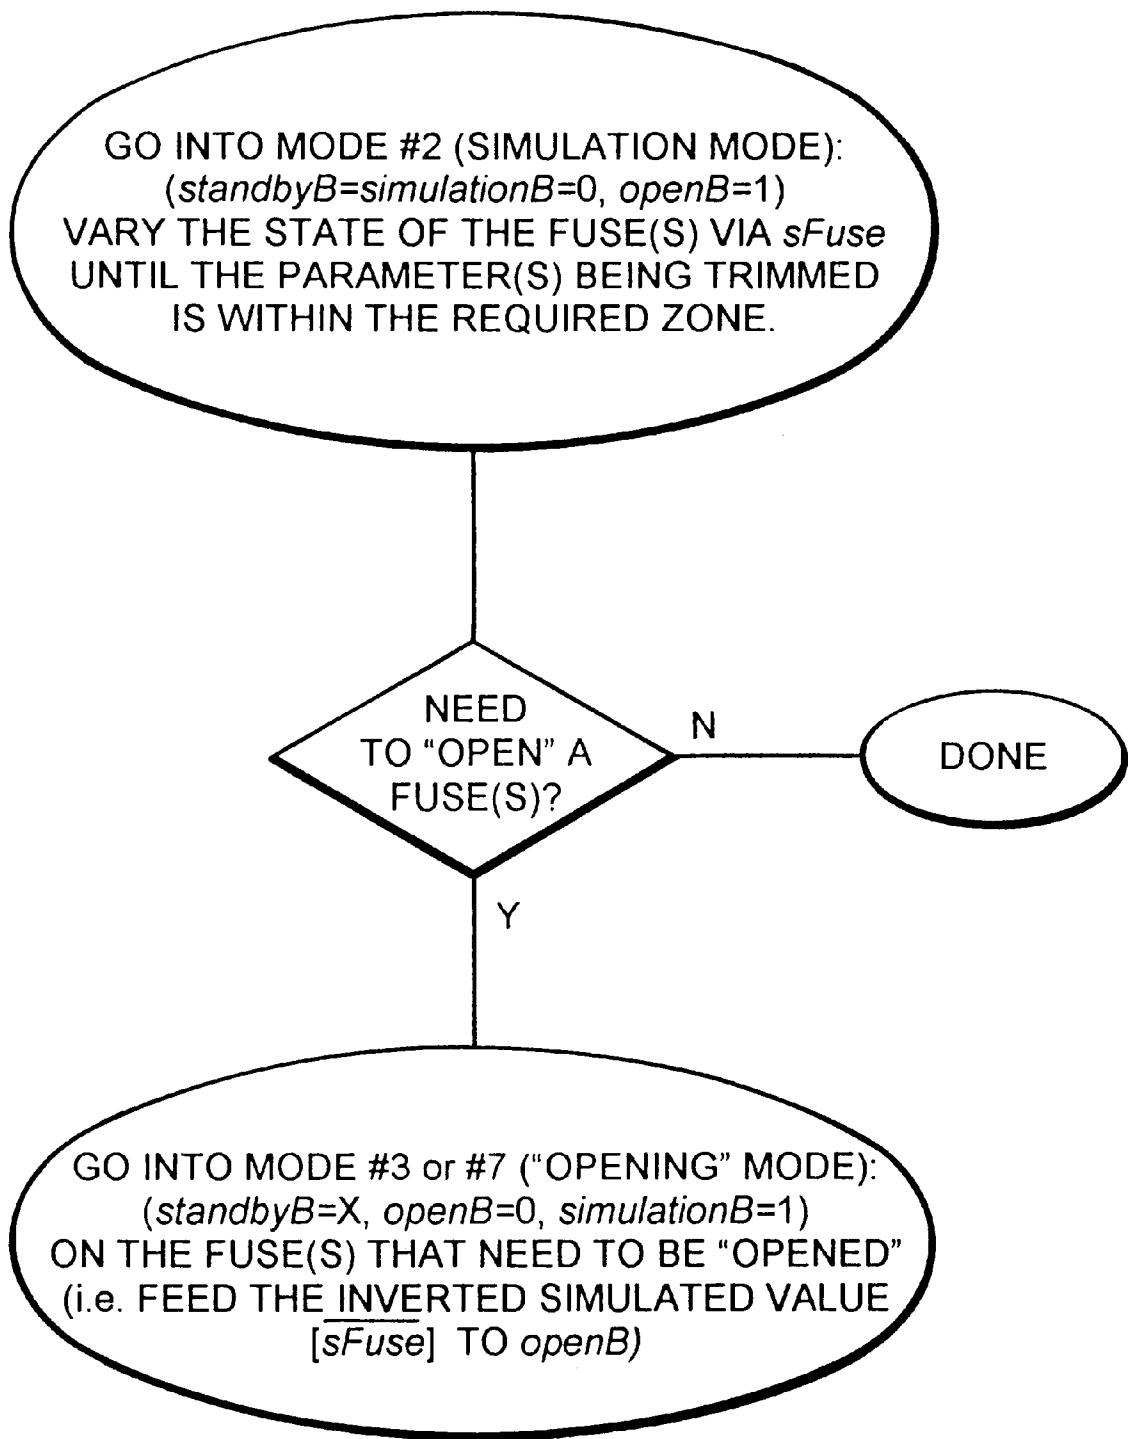 GO INTO MODE #2 (SIMULATION MODE):
(standbyB=simulationB=0, openB=1)
VARY THE STATE OF THE FUSE(S) VIA sFuse
UNTIL THE PARAMETER(S) BEING TRIMMED
IS WITHIN THE REQUIRED ZONE.
NEED
TO “OPEN” A
FUSE(S)?
N
DONE
Y
GO INTO MODE #3 or #7 (“OPENING” MODE):
(standbyB=X, openB=0, simulationB=1)
ON THE FUSE(S) THAT NEED TO BE “OPENED”
(i.e. FEED THE INVERTED SIMULATED VALUE
[s̅F̅u̅s̅e̅] TO openB)